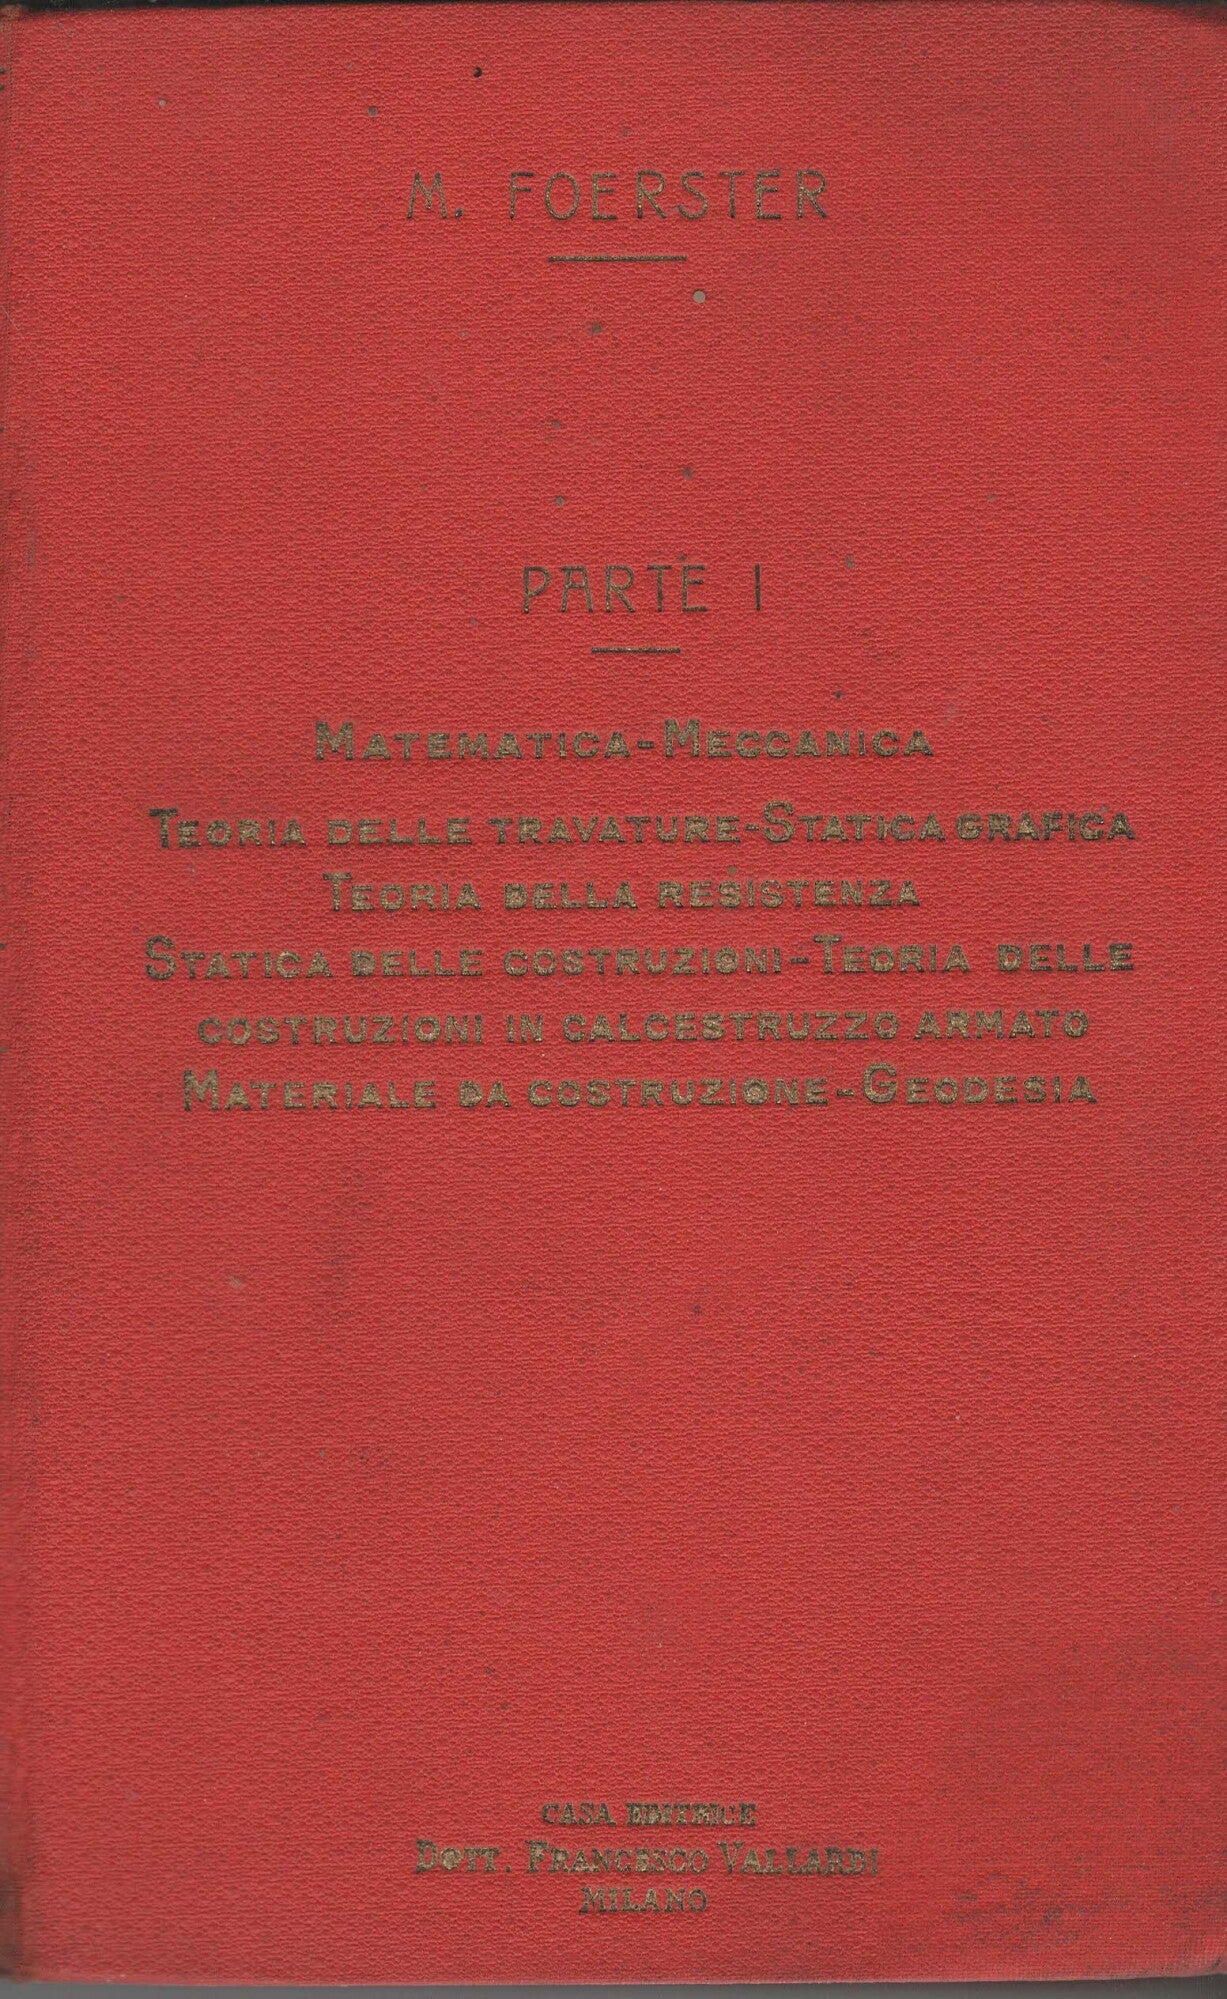 M. FOERSTER
PARTE I
MATEMATICA-MECCANICA
TEORIA DELLE TRAVATURE-STATICA GRAFICA
TEORIA DELLA RESISTENZA
STATICA DELLE COSTRUZIONI-TEORIA DELLE
COSTRUZIONI IN CALCESTRUZZO ARMATO
MATERIALE DA COSTRUZIONE-GEODESIA
CASA EDITRICE
DOTT. FRANCESCO VALLARDI
MILANO